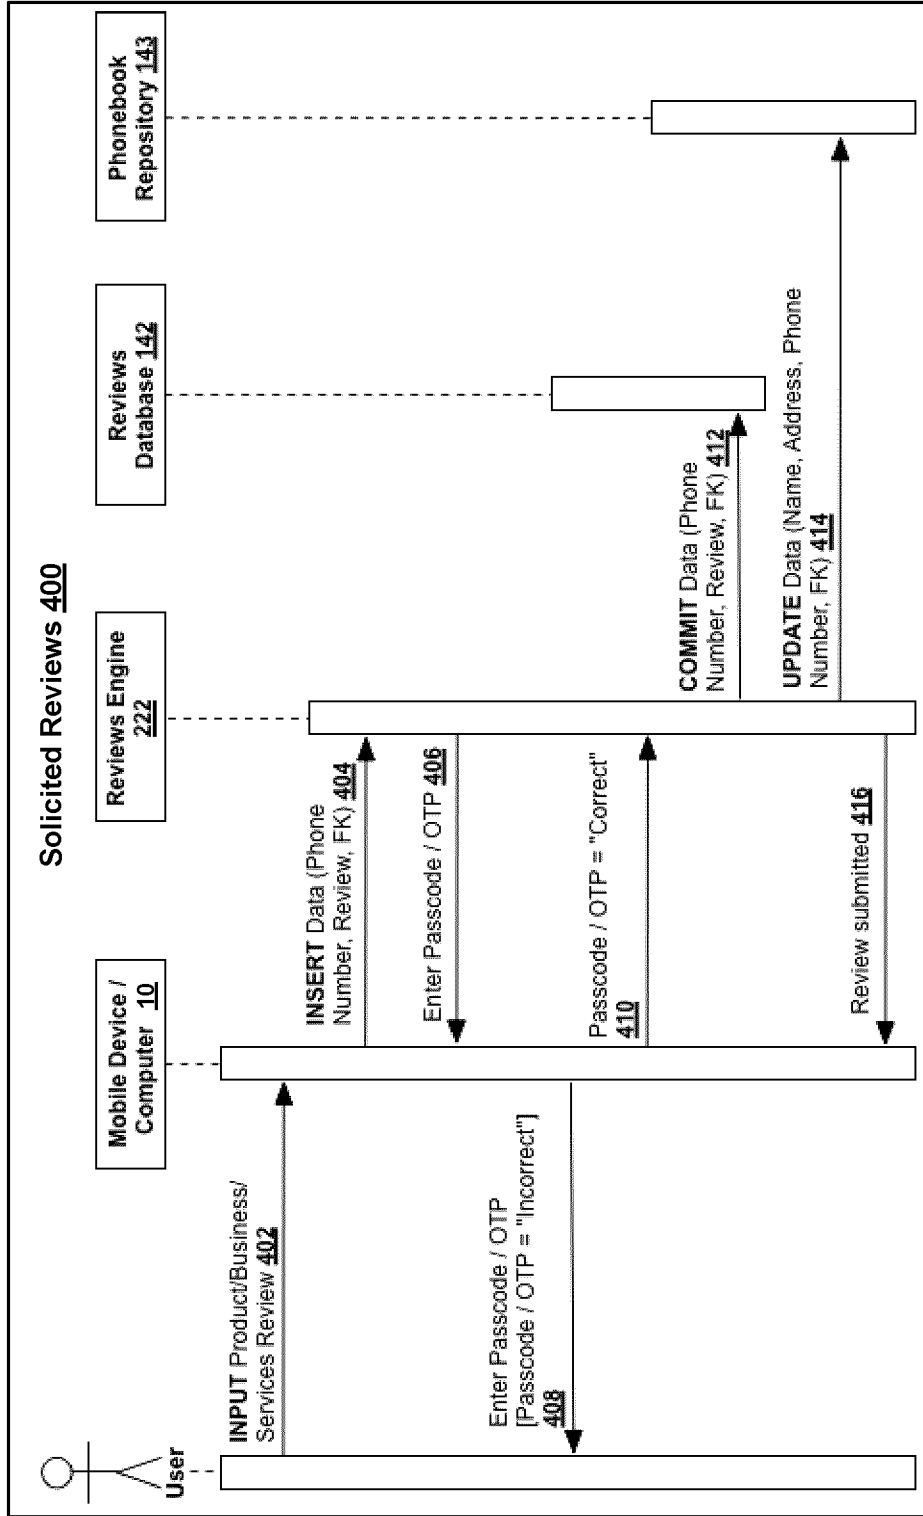 Solicited Reviews 400
User
Mobile Device /
Computer 10
Reviews Engine
222
Reviews
Database 142
Phonebook
Repository 143
INPUT Product/Business/
Services Review 402
INSERT Data (Phone
Number, Review, FK) 404
Enter Passcode / OTP 406
Enter Passcode / OTP
[Passcode / OTP = "Incorrect"]
408
Passcode / OTP = "Correct"
410
COMMIT Data (Phone
Number, Review, FK) 412
UPDATE Data (Name, Address, Phone
Number, FK) 414
Review submitted 416